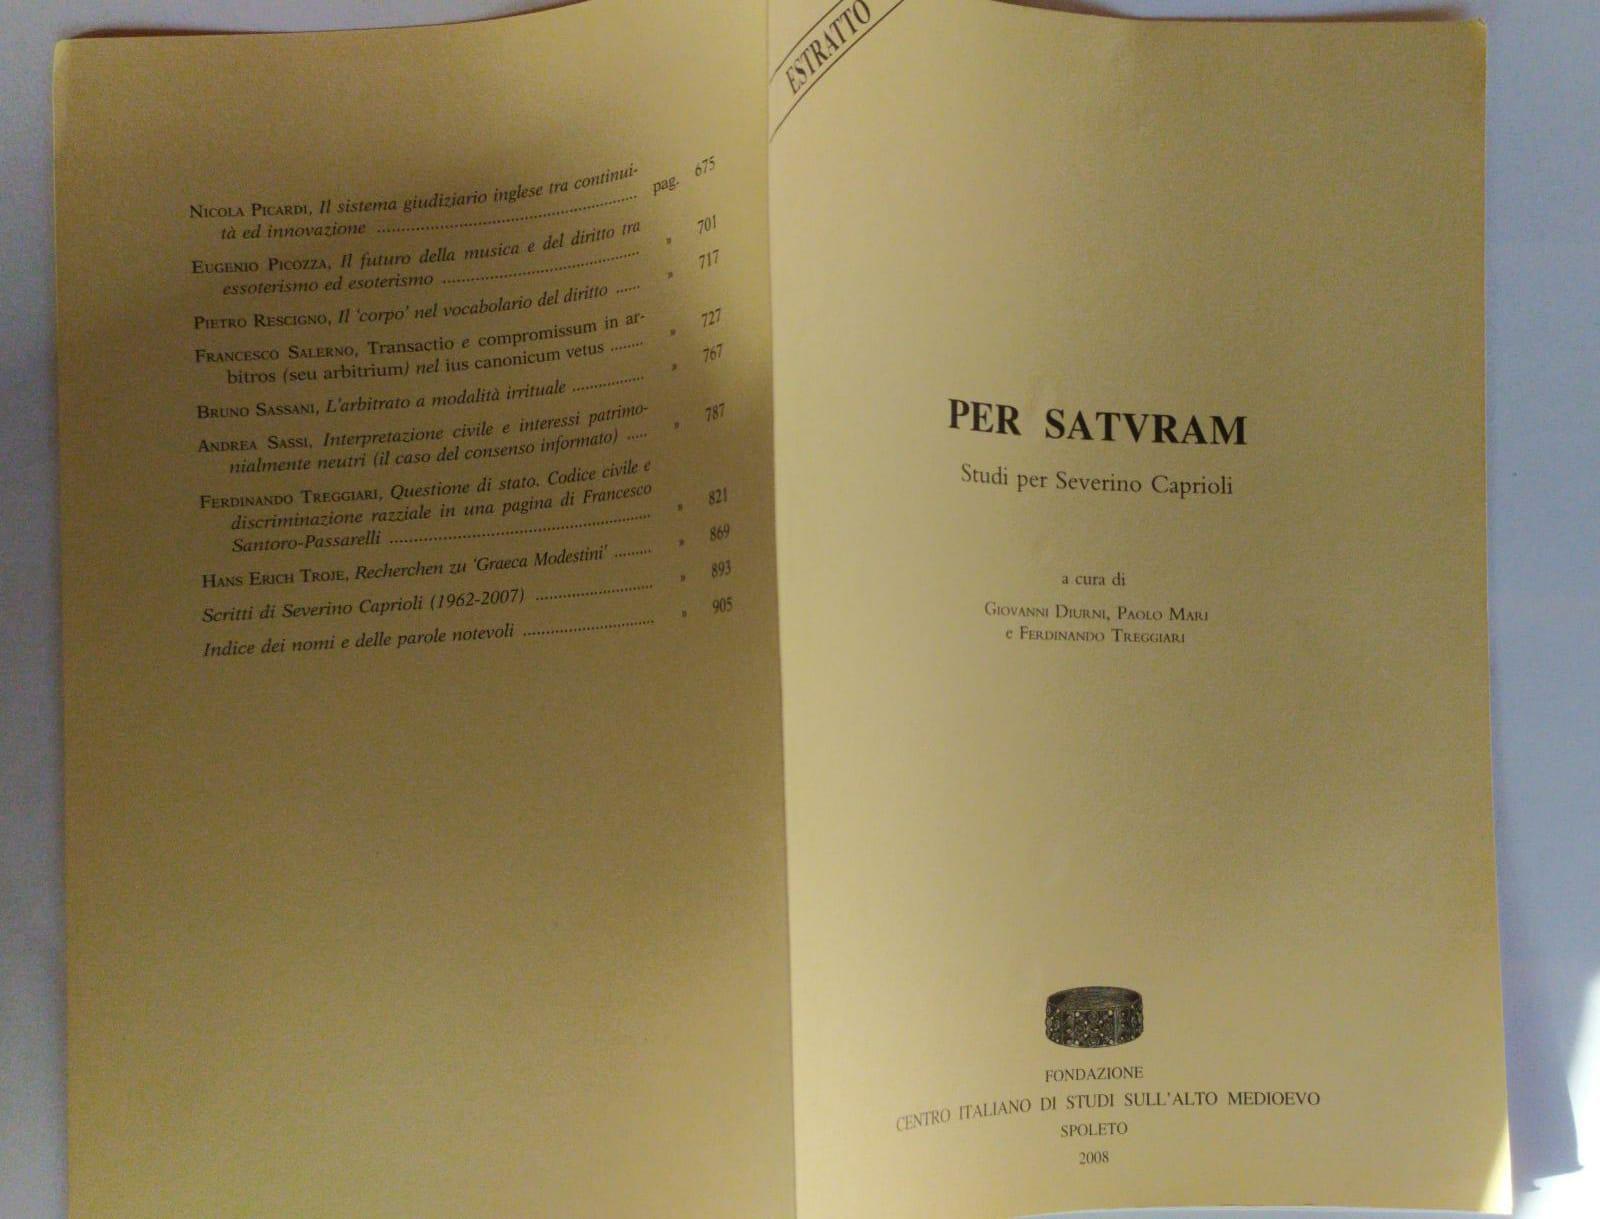 NICOLA PICARDI, Il sistema giudiziario inglese tra continui-
tà ed innovazione .......... pag. 675
EUGENIO PICOZZA, Il futuro della musica e del diritto tra
essoterismo ed esoterismo .......... » 701
PIETRO RESCIGNO, Il 'corpo' nel vocabolario del diritto ...... » 717
FRANCESCO SALERNO, Transactio e compromissum in ar-
bitros (seu arbitrium) nel ius canonicum vetus ........ » 727
BRUNO SASSANI, L'arbitrato a modalità irrituale .......... » 767
ANDREA SASSI, Interpretazione civile e interessi patrimo-
nialmente neutri (il caso del consenso informato) ..... » 787
FERDINANDO TREGGIARI, Questione di stato. Codice civile e
discriminazione razziale in una pagina di Francesco
Santoro-Passarelli .......... » 821
HANS ERICH TROJE, Recherchen zu 'Graeca Modestini' ......... » 869
Scritti di Severino Caprioli (1962-2007) .......... » 893
Indice dei nomi e delle parole notevoli .......... » 905
ESTRATTO
PER SATVRAM
Studi per Severino Caprioli
a cura di
GIOVANNI DIURNI, PAOLO MARI
e FERDINANDO TREGGIARI
FONDAZIONE
CENTRO ITALIANO DI STUDI SULL'ALTO MEDIOEVO
SPOLETO
2008